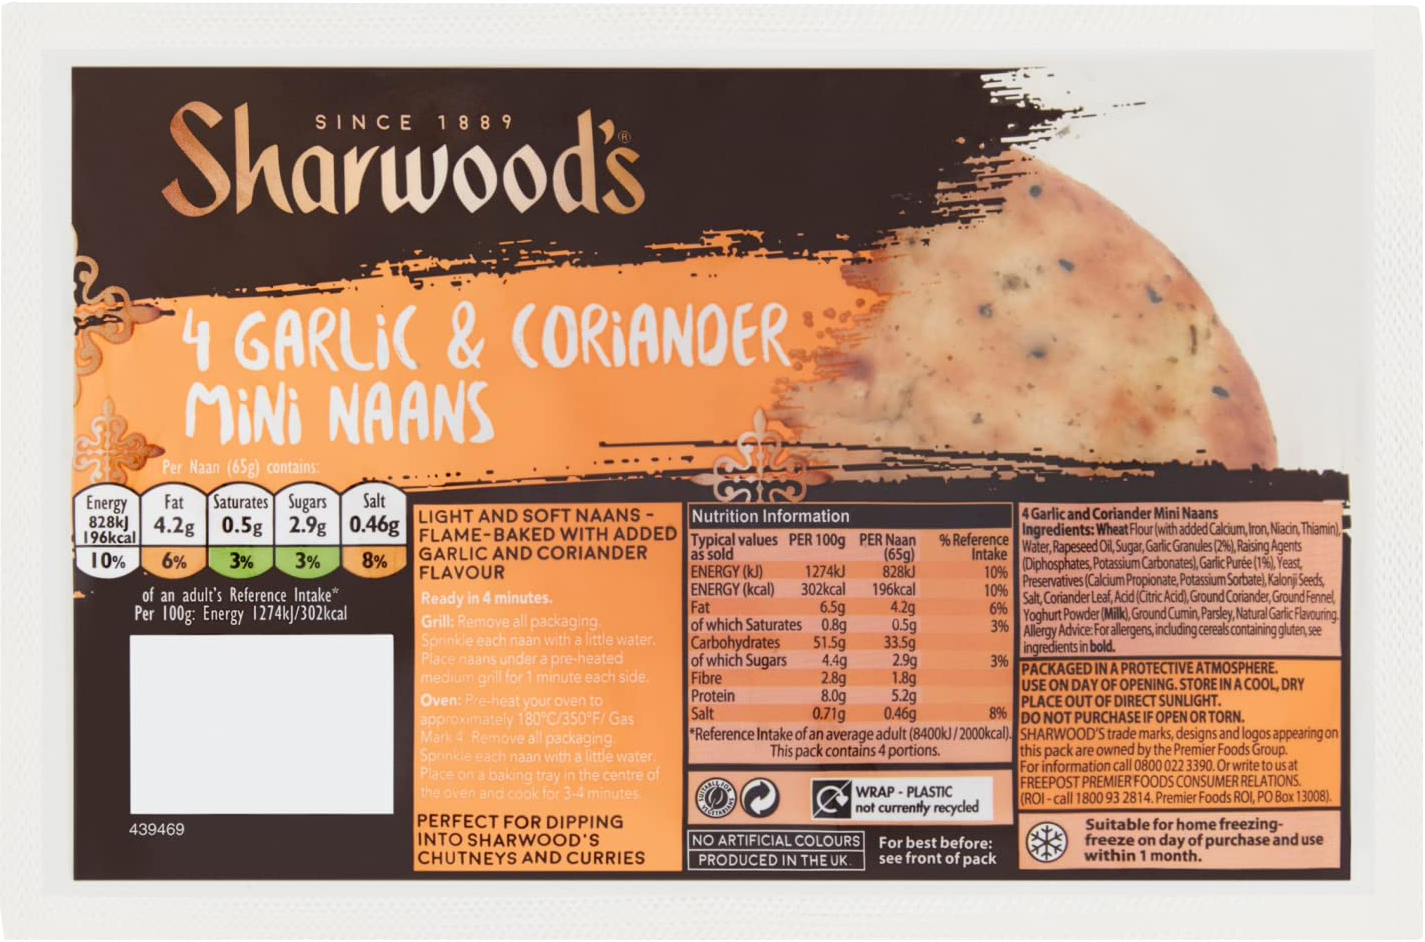 SINCE 1889
Sharwood's®
4 GARLIC & CORIANDER
MINI NAANS
Per Naan (65g) contains:
Energy
828kJ
196kcal
10%
Fat
4.2g
6%
Saturates
0.5g
3%
Sugars
2.9g
3%
Salt
0.46g
8%
of an adult's Reference Intake*
Per 100g: Energy 1274kJ/302kcal
439469
LIGHT AND SOFT NAANS -
FLAME-BAKED WITH ADDED
GARLIC AND CORIANDER
FLAVOUR
Ready in 4 minutes.
Grill: Remove all packaging.
Sprinkle each naan with a little water.
Place naans under a pre-heated
medium grill for 1 minute each side.
Oven: Pre-heat your oven to
approximately 180°C/350°F/ Gas
Mark 4. Remove all packaging.
Sprinkle each naan with a little water.
Place on a baking tray in the centre of
the oven and cook for 3-4 minutes.
PERFECT FOR DIPPING
INTO SHARWOOD'S
CHUTNEYS AND CURRIES
Nutrition Information
Typical values as sold PER 100g PER Naan (65g) % Reference Intake
ENERGY (kJ) 1274kJ 828kJ 10%
ENERGY (kcal) 302kcal 196kcal 10%
Fat 6.5g 4.2g 6%
of which Saturates 0.8g 0.5g 3%
Carbohydrates 51.5g 33.5g
of which Sugars 4.4g 2.9g 3%
Fibre 2.8g 1.8g
Protein 8.0g 5.2g
Salt 0.71g 0.46g 8%
*Reference Intake of an average adult (8400kJ/2000kcal).
This pack contains 4 portions.
SUITABLE FOR VEGETARIANS
WRAP - PLASTIC
not currently recycled
NO ARTIFICIAL COLOURS
PRODUCED IN THE UK.
For best before:
see front of pack
4 Garlic and Coriander Mini Naans
Ingredients: Wheat Flour (with added Calcium, Iron, Niacin, Thiamin),
Water, Rapeseed Oil, Sugar, Garlic Granules (2%), Raising Agents
(Diphosphates, Potassium Carbonates), Garlic Purée (1%), Yeast,
Preservatives (Calcium Propionate, Potassium Sorbate), Kalonji Seeds,
Salt, Coriander Leaf, Acid (Citric Acid), Ground Coriander, Ground Fennel,
Yoghurt Powder (Milk), Ground Cumin, Parsley, Natural Garlic Flavouring.
Allergy Advice: For allergens, including cereals containing gluten, see
ingredients in bold.
PACKAGED IN A PROTECTIVE ATMOSPHERE.
USE ON DAY OF OPENING. STORE IN A COOL, DRY
PLACE OUT OF DIRECT SUNLIGHT.
DO NOT PURCHASE IF OPEN OR TORN.
SHARWOOD'S trade marks, designs and logos appearing on
this pack are owned by the Premier Foods Group.
For information call 0800 022 3390. Or write to us at
FREEPOST PREMIER FOODS CONSUMER RELATIONS.
(ROI - call 1800 93 2814. Premier Foods ROI, PO Box 13008).
Suitable for home freezing-
freeze on day of purchase and use
within 1 month.